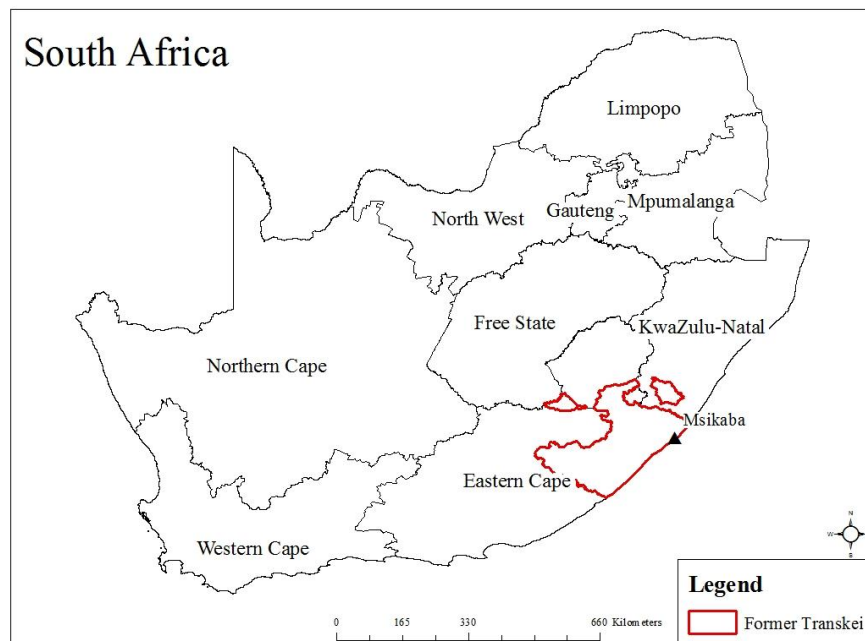 South Africa
Limpopo
North West
Gauteng
Mpumalanga
Free State
KwaZulu-Natal
Northern Cape
Msikaba
Eastern Cape
Western Cape
N
W
E
S
Legend
Former Transkei
0 165 330 660 Kilometers